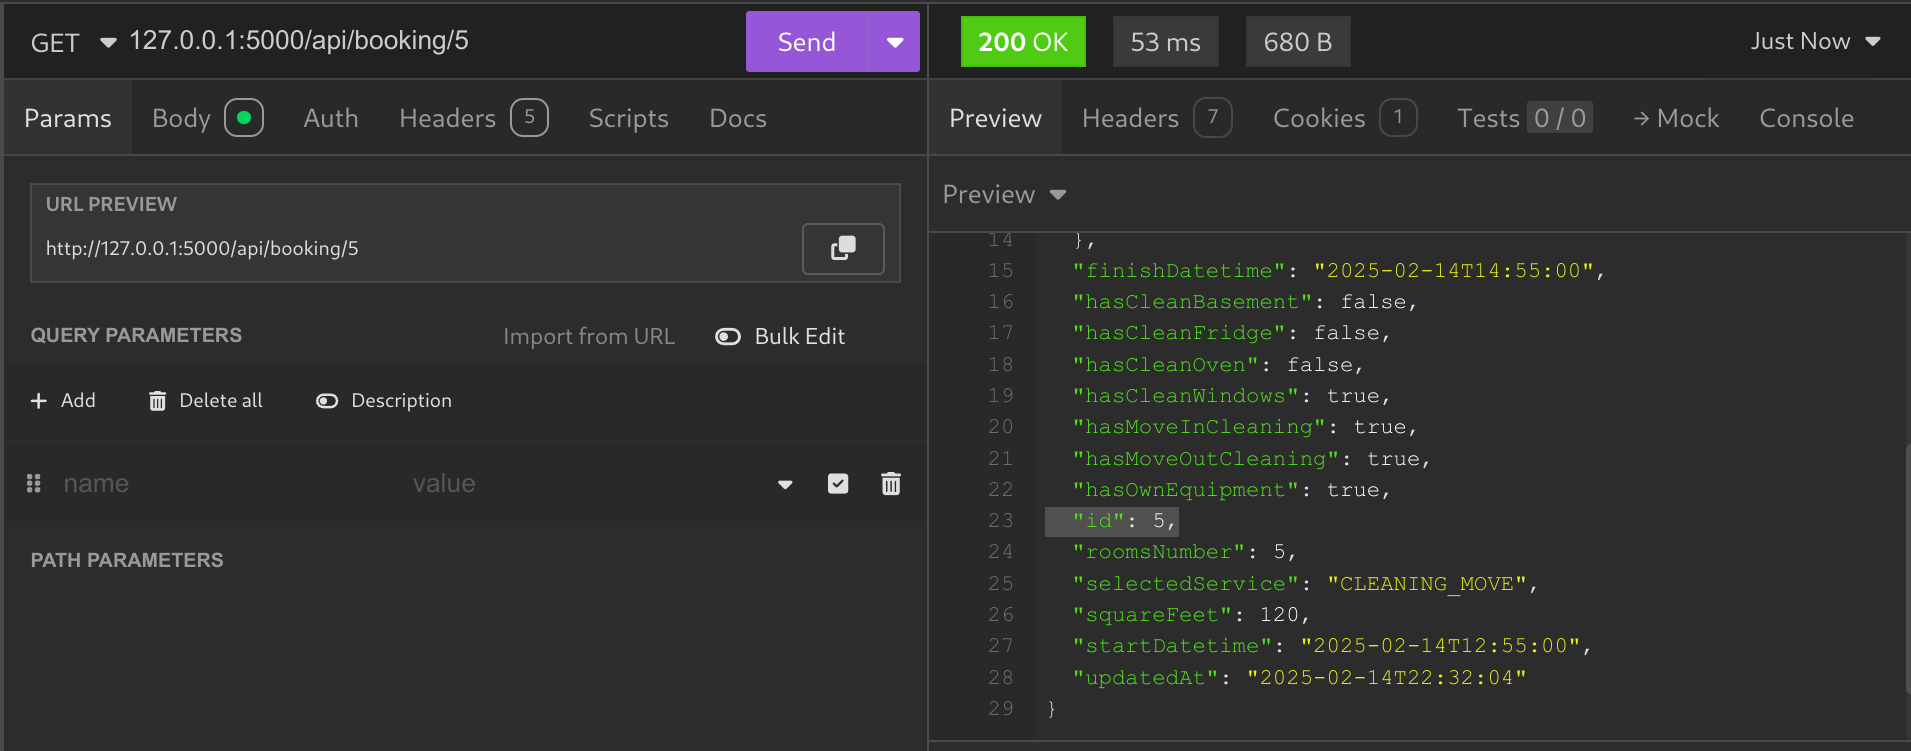 GET 127.0.0.1:5000/api/booking/5 Send
Params Body Auth Headers 5 Scripts Docs
URL PREVIEW
http://127.0.0.1:5000/api/booking/5
QUERY PARAMETERS Import from URL Bulk Edit
+ Add Delete all Description
name value
PATH PARAMETERS
200 OK 53 ms 680 B Just Now
Preview Headers 7 Cookies 1 Tests 0 / 0 → Mock Console
Preview
14 },
15 "finishDatetime": "2025-02-14T14:55:00",
16 "hasCleanBasement": false,
17 "hasCleanFridge": false,
18 "hasCleanOven": false,
19 "hasCleanWindows": true,
20 "hasMoveInCleaning": true,
21 "hasMoveOutCleaning": true,
22 "hasOwnEquipment": true,
23 "id": 5,
24 "roomsNumber": 5,
25 "selectedService": "CLEANING_MOVE",
26 "squareFeet": 120,
27 "startDatetime": "2025-02-14T12:55:00",
28 "updatedAt": "2025-02-14T22:32:04"
29 }